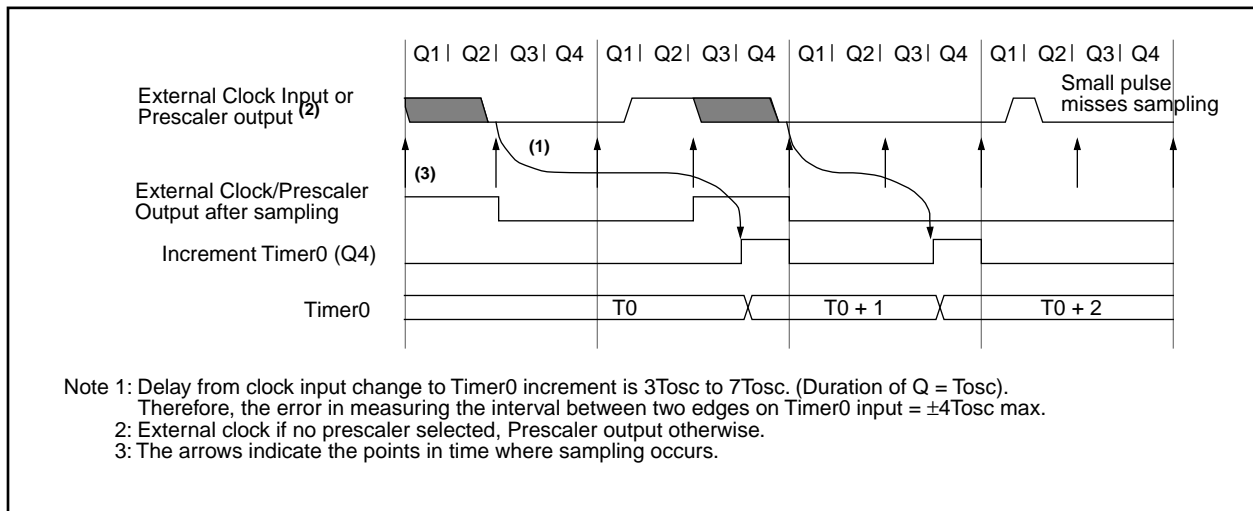 Q1| Q2| Q3| Q4 Q1| Q2| Q3| Q4 Q1| Q2| Q3| Q4 Q1| Q2| Q3| Q4
External Clock Input or
Prescaler output (2)
Small pulse
misses sampling
(1)
(3)
External Clock/Prescaler
Output after sampling
Increment Timer0 (Q4)
Timer0 T0 T0 + 1 T0 + 2
Note 1: Delay from clock input change to Timer0 increment is 3Tosc to 7Tosc. (Duration of Q = Tosc).
Therefore, the error in measuring the interval between two edges on Timer0 input = ±4Tosc max.
2: External clock if no prescaler selected, Prescaler output otherwise.
3: The arrows indicate the points in time where sampling occurs.